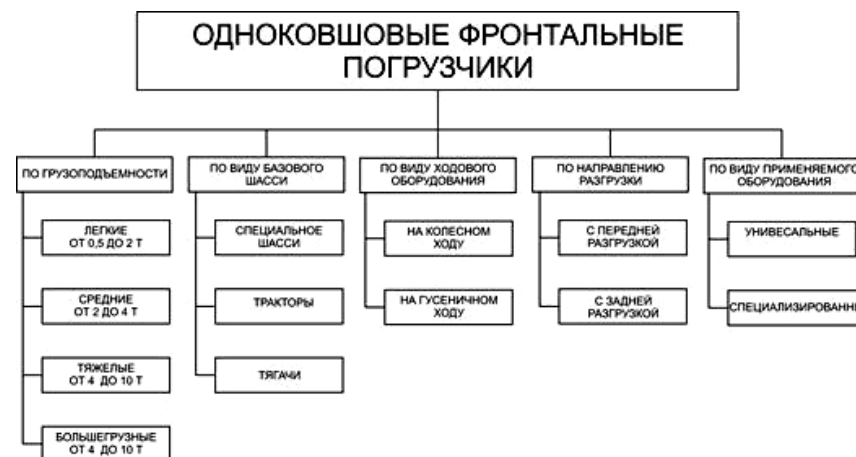 ОДНОКОВШОВЫЕ ФРОНТАЛЬНЫЕ
ПОГРУЗЧИКИ
ПО ГРУЗОПОДЪЕМНОСТИ
ЛЕГКИЕ
ОТ 0,5 ДО 2 Т
СРЕДНИЕ
ОТ 2 ДО 4 Т
ТЯЖЕЛЫЕ
ОТ 4 ДО 10 Т
БОЛЬШЕГРУЗНЫЕ
ОТ 4 ДО 10 Т
ПО ВИДУ БАЗОВОГО
ШАССИ
СПЕЦИАЛЬНОЕ
ШАССИ
ТРАКТОРЫ
ТЯГАЧИ
ПО ВИДУ ХОДОВОГО
ОБОРУДОВАНИЯ
НА КОЛЕСНОМ
ХОДУ
НА ГУСЕНИЧНОМ
ХОДУ
ПО НАПРАВЛЕНИЮ
РАЗГРУЗКИ
С ПЕРЕДНЕЙ
РАЗГРУЗКОЙ
С ЗАДНЕЙ
РАЗГРУЗКОЙ
ПО ВИДУ ПРИМЕНЯЕМОГО
ОБОРУДОВАНИЯ
УНИВЕСАЛЬНЫЕ
СПЕЦИАЛИЗИРОВАНН